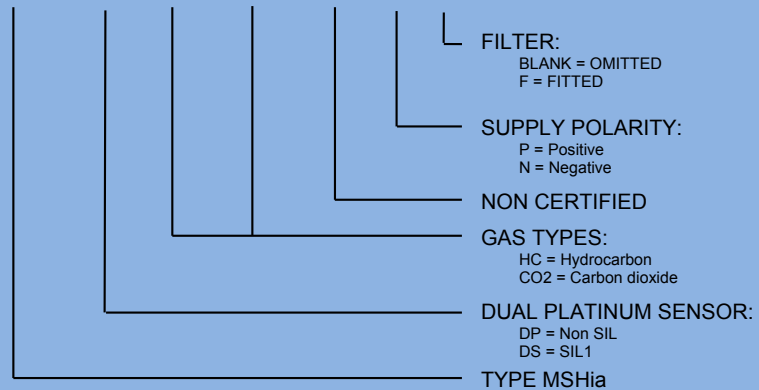 FILTER:
BLANK = OMITTED
F = FITTED
SUPPLY POLARITY:
P = Positive
N = Negative
NON CERTIFIED
GAS TYPES:
HC = Hydrocarbon
CO2 = Carbon dioxide
DUAL PLATINUM SENSOR:
DP = Non SIL
DS = SIL1
TYPE MSHia